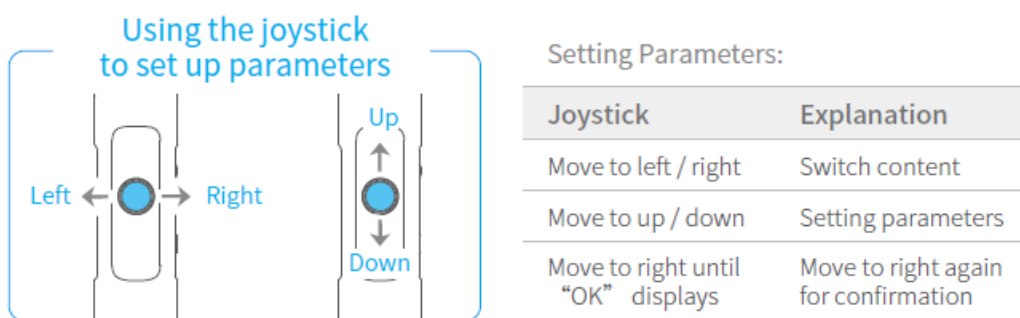 Using the joystick
to set up parameters
Left
Right
Up
Down
Setting Parameters:
Joystick Explanation
Move to left / right Switch content
Move to up / down Setting parameters
Move to right until Move to right again
“OK” displays for confirmation